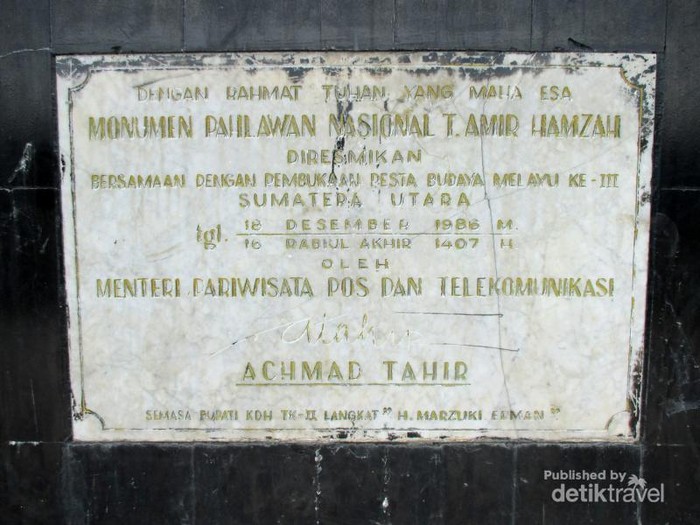 DENGAN RAHMAT TUHAN YANG MAHA ESA
MONUMEN PAHLAWAN NASIONAL T. AMIR HAMZAH
DIRESMIKAN
BERSAMAAN DENGAN PEMBUKAAN PESTA BUDAYA MELAYU KE-III
SUMATERA UTARA
tgl. 18 DESEMBER 1986 M.
16 RABIUL AKHIR 1407 H
OLEH
MENTERI PARIWISATA POS DAN TELEKOMUNIKASI
ACHMAD TAHIR
SEMASA BUPATI KDH TK-II LANGKAT " H. MARZUKI ERMAN "
Published by
detiktravel